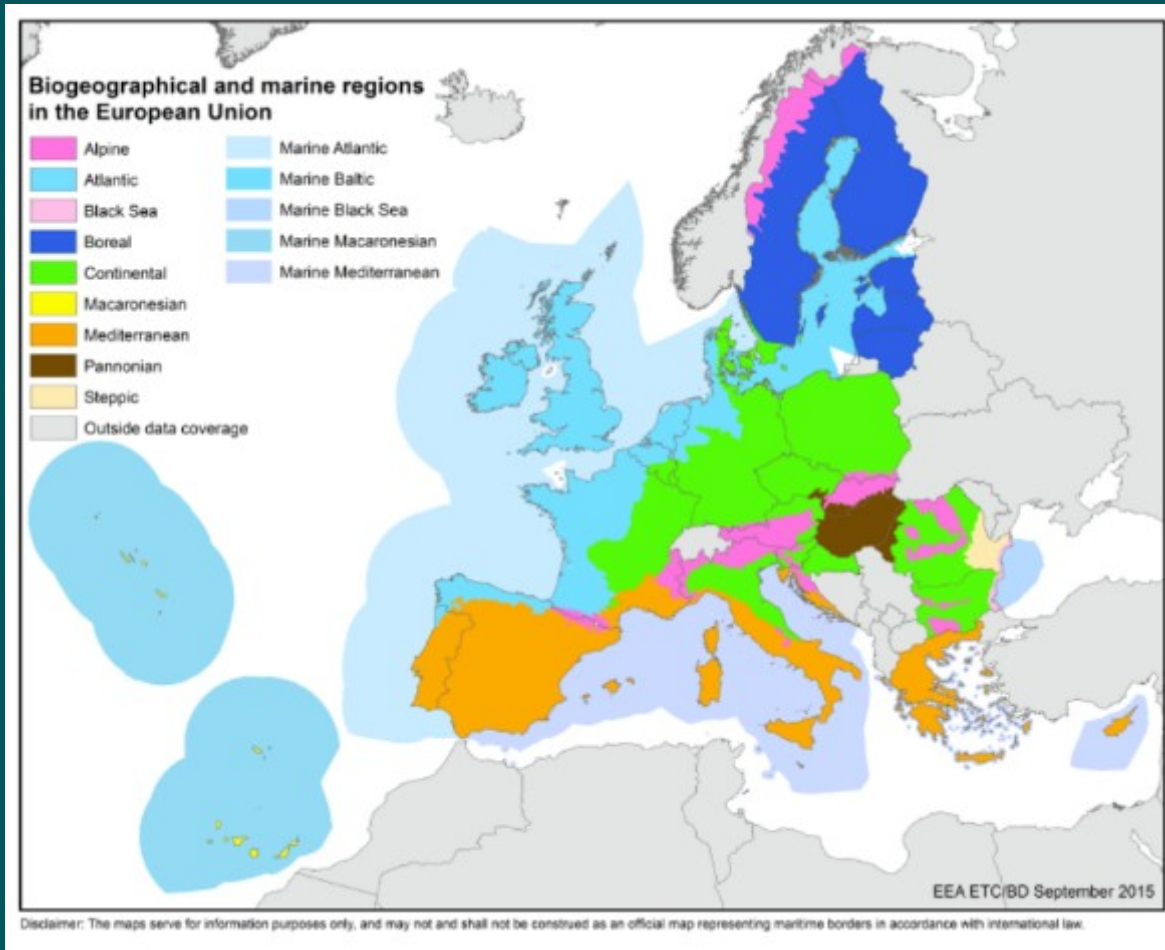 Biogeographical and marine regions
in the European Union
Alpine
Atlantic
Black Sea
Boreal
Continental
Macaronesian
Mediterranean
Pannonian
Steppic
Outside data coverage
Marine Atlantic
Marine Baltic
Marine Black Sea
Marine Macaronesian
Marine Mediterranean
EEA ETC/BD September 2015
Disclaimer: The maps serve for information purposes only, and may not and shall not be construed as an official map representing maritime borders in accordance with international law.